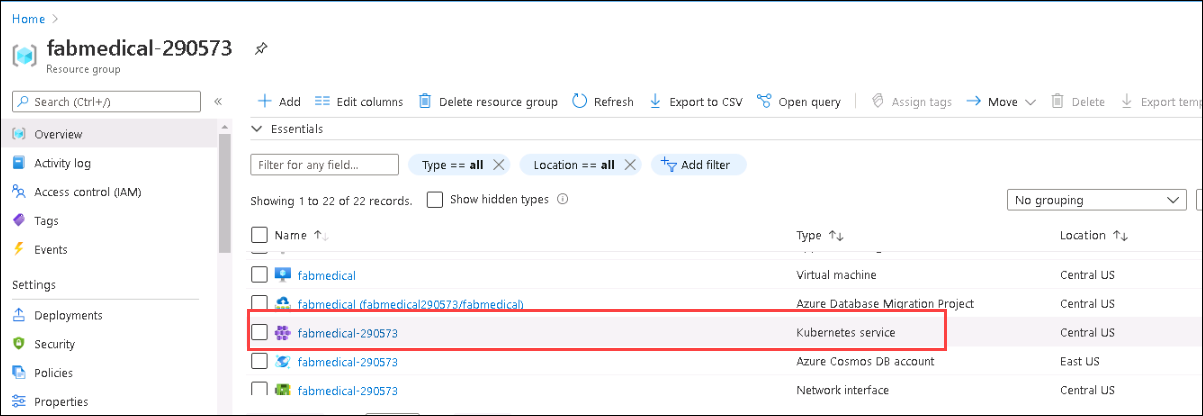 Home
fabmedical-290573
Resource group
Search (Ctrl+/)
Overview
Activity log
Access control (IAM)
Tags
Events
Settings
Deployments
Security
Policies
Properties
Add Edit columns Delete resource group Refresh Export to CSV Open query Assign tags Move Delete Export temp
Essentials
Filter for any field... Type == all Location == all Add filter
Showing 1 to 22 of 22 records. Show hidden types No grouping
Name Type Location
fabmedical Virtual machine Central US
fabmedical (fabmedical290573/fabmedical) Azure Database Migration Project Central US
fabmedical-290573 Kubernetes service Central US
fabmedical-290573 Azure Cosmos DB account East US
fabmedical-290573 Network interface Central US